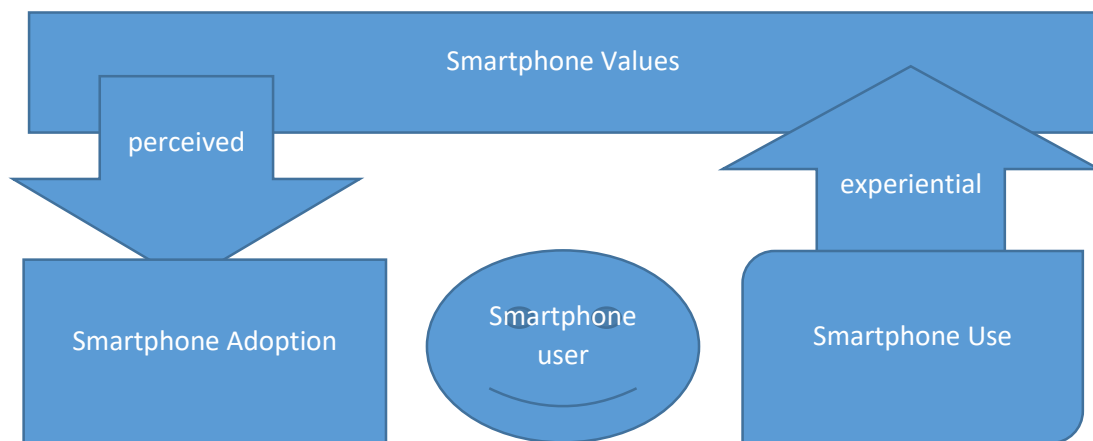 Smartphone Values
perceived
experiential
Smartphone Adoption
Smartphone
user
Smartphone Use